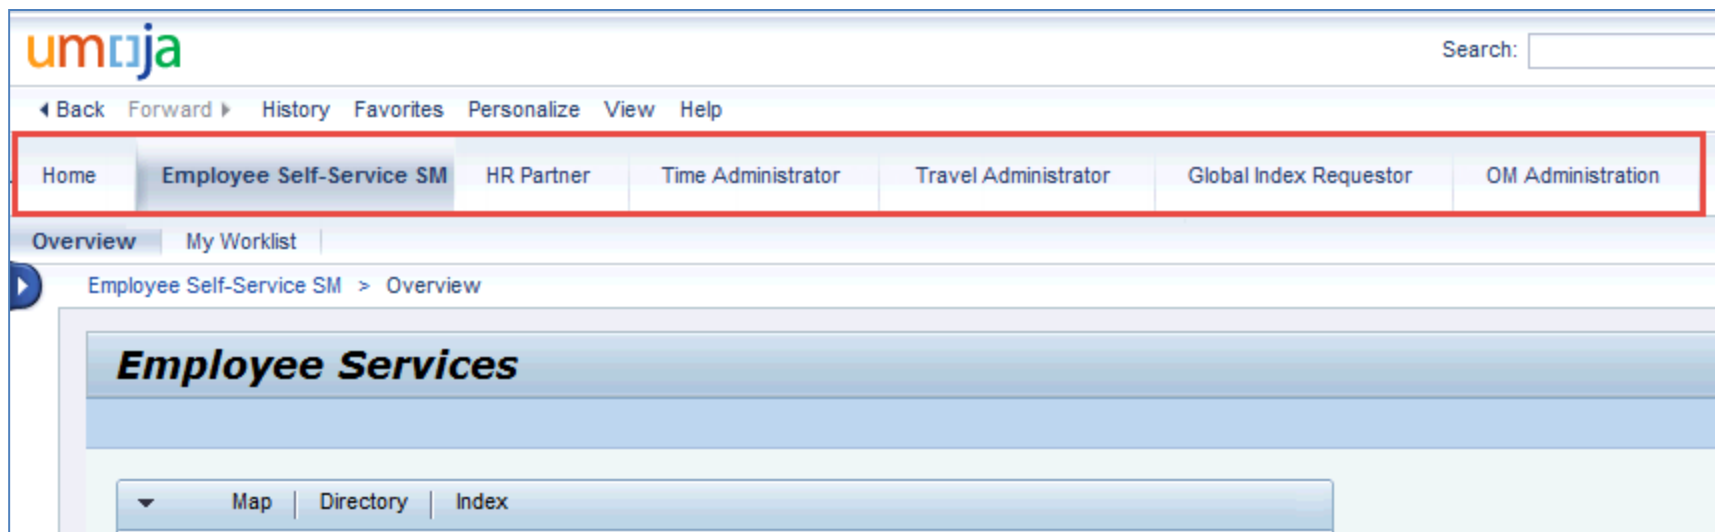 umoja
Search:
Back Forward History Favorites Personalize View Help
Home Employee Self-Service SM HR Partner Time Administrator Travel Administrator Global Index Requestor OM Administration
Overview My Worklist
Employee Self-Service SM > Overview
Employee Services
Map Directory Index